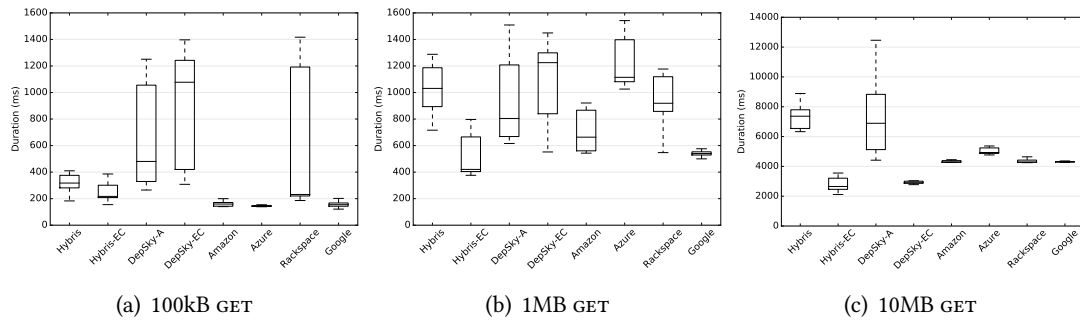 1600
1400
1200
1000
800
600
400
200
0
Duration (ms)
Hybris
Hybris-EC
DepSky-A
DepSky-EC
Amazon
Azure
Rackspace
Google
(a) 100kB GET
1600
1400
1200
1000
800
600
400
200
0
Duration (ms)
Hybris
Hybris-EC
DepSky-A
DepSky-EC
Amazon
Azure
Rackspace
Google
(b) 1MB GET
14000
12000
10000
8000
6000
4000
2000
0
Duration (ms)
Hybris
Hybris-EC
DepSky-A
DepSky-EC
Amazon
Azure
Rackspace
Google
(c) 10MB GET